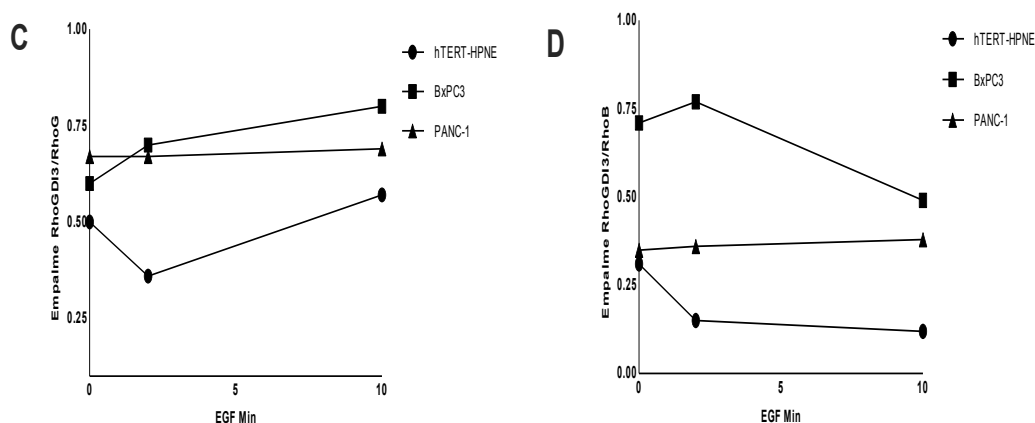 C
1.00
0.75
0.50
0.25
Empalme RhoGDI3/RhoG
0
5
10
EGF Min
hTERT-HPNE
BxPC3
PANC-1
D
1.00
0.75
0.50
0.25
0.00
Empalme RhoGDI3/RhoB
0
5
10
EGF Min
hTERT-HPNE
BxPC3
PANC-1